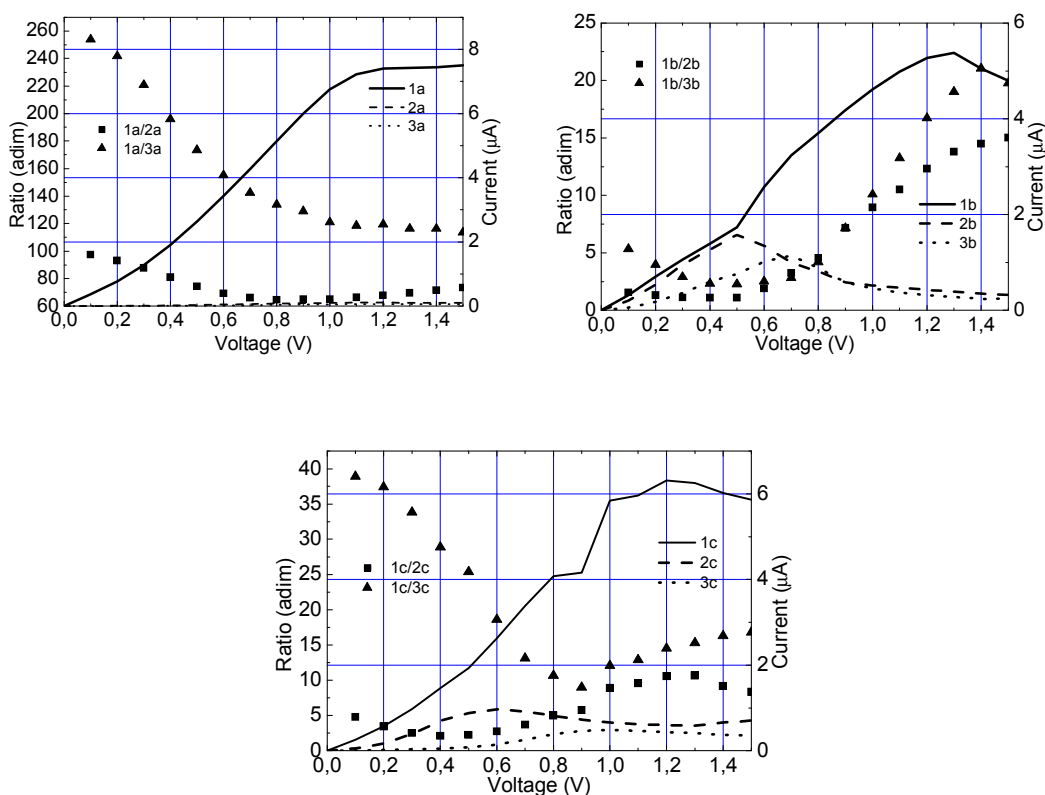 260
240
220
200
180
160
140
120
100
80
60
Ratio (adim)
1a/2a
1a/3a
1a
2a
3a
8
6
4
2
0
Current (μA)
0,0 0,2 0,4 0,6 0,8 1,0 1,2 1,4
Voltage (V)
25
20
15
10
5
0
Ratio (adim)
1b/2b
1b/3b
1b
2b
3b
6
4
2
0
Current (μA)
0,0 0,2 0,4 0,6 0,8 1,0 1,2 1,4
Voltage (V)
40
35
30
25
20
15
10
5
0
Ratio (adim)
1c/2c
1c/3c
1c
2c
3c
6
4
2
0
Current (μA)
0,0 0,2 0,4 0,6 0,8 1,0 1,2 1,4
Voltage (V)